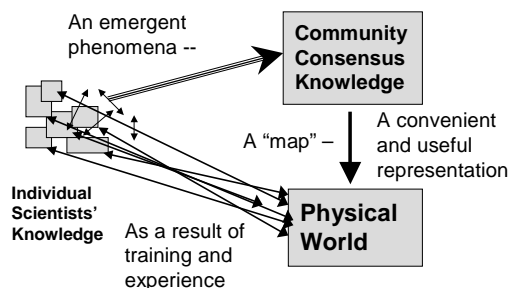 An emergent
phenomena --
Community
Consensus
Knowledge
A “map” –
A convenient
and useful
representation
Individual
Scientists’
Knowledge
As a result of
training and
experience
Physical
World